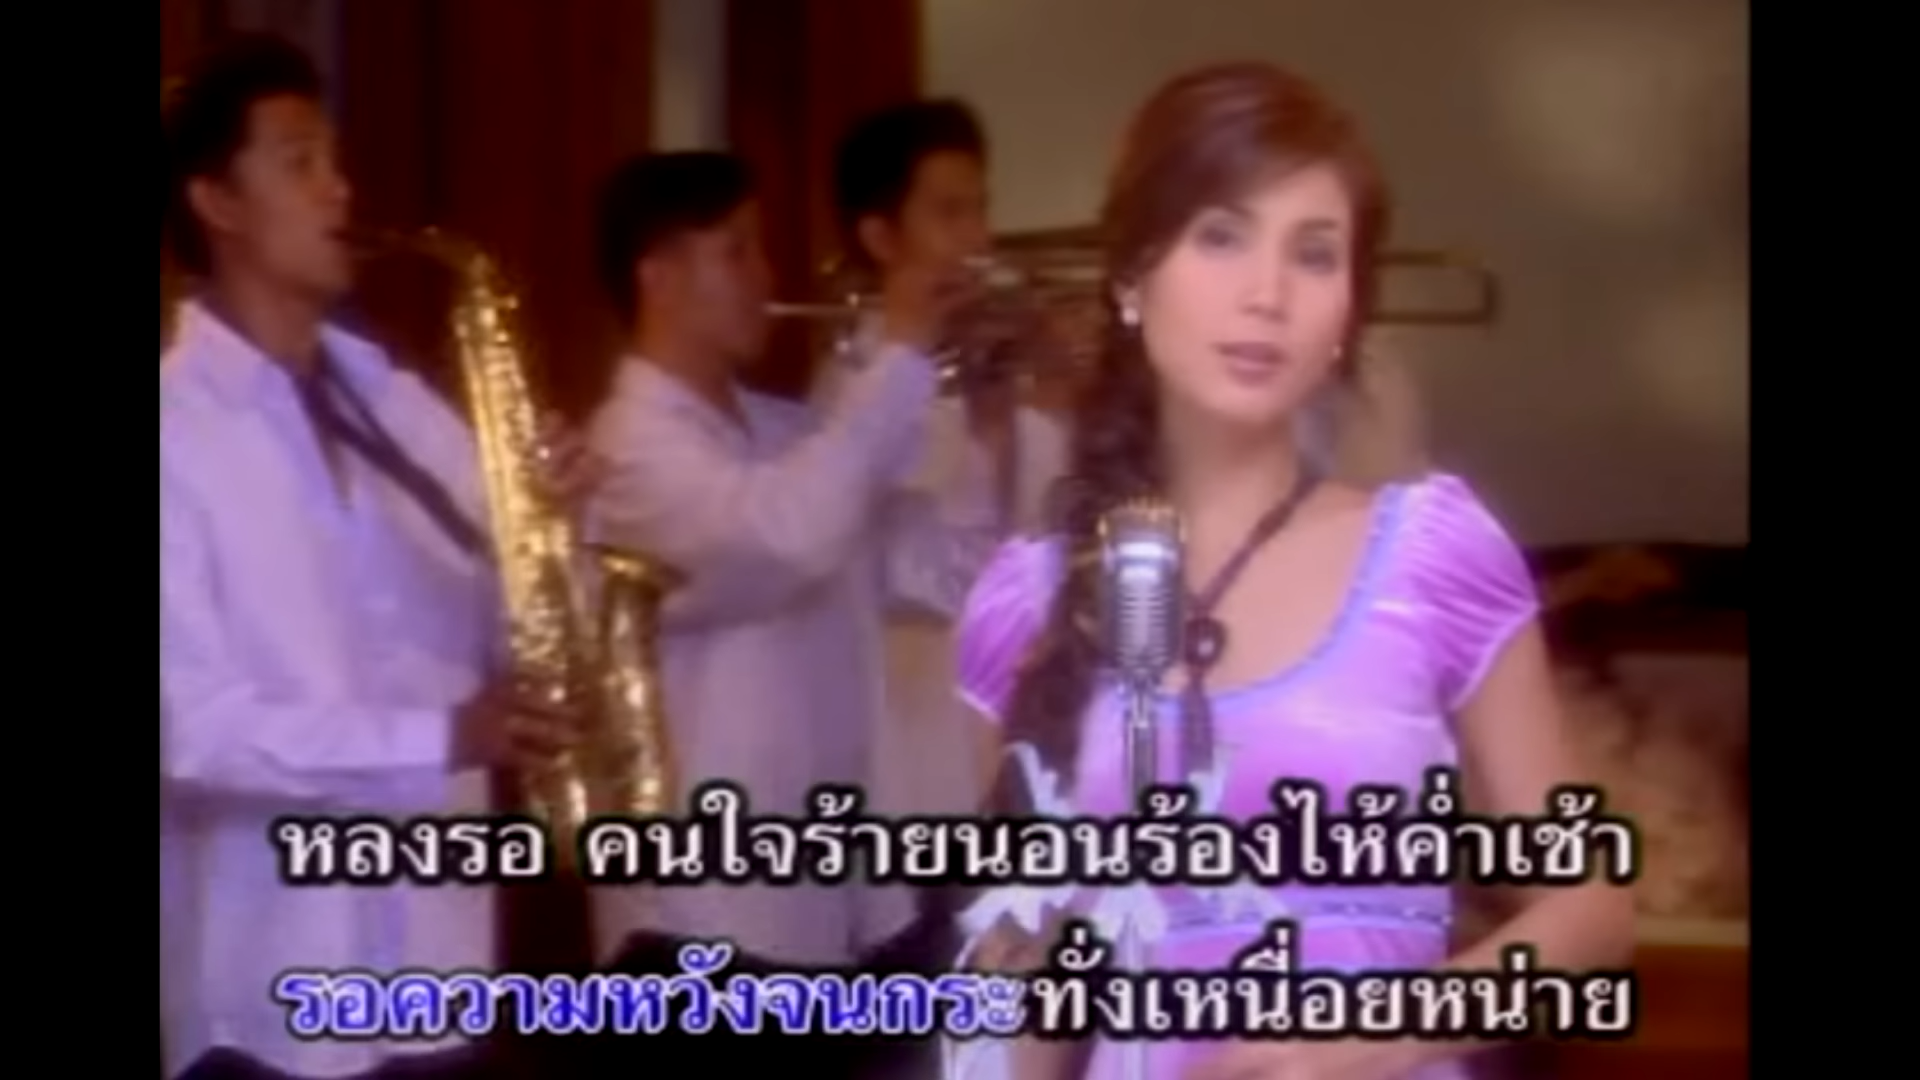 หลงรอ คนใจร้ายนอนร้องไห้ค่ำเช้า
รอความหวังจนกระทั่งเหนื่อยหน่าย